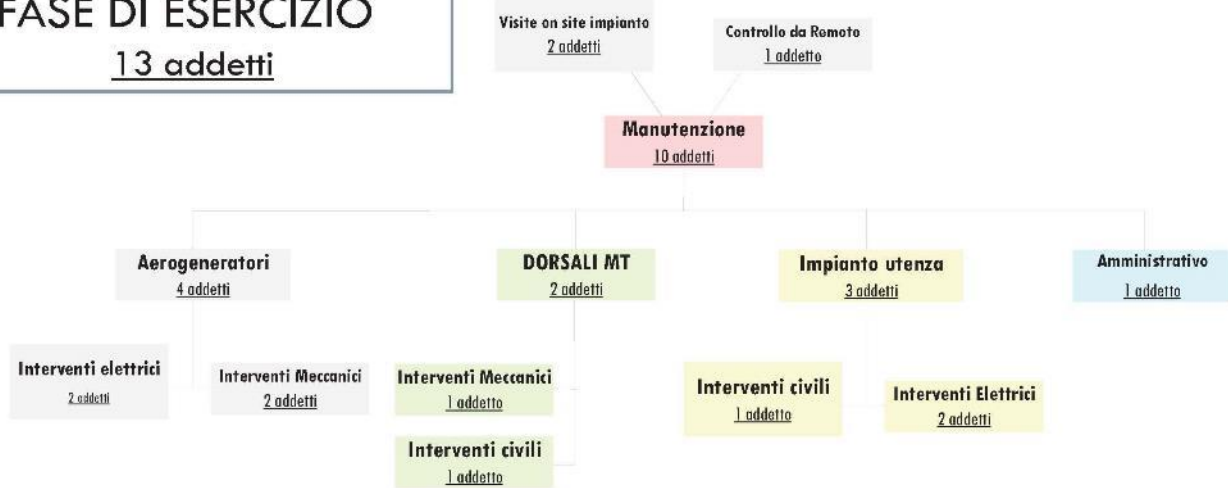 FASE DI ESERCIZIO
13 addetti
Visite on site impianto
2 addetti
Controllo da Remoto
1 addetto
Manutenzione
10 addetti
Aerogeneratori
4 addetti
DORSALI MT
2 addetti
Impianto utenza
3 addetti
Amministrativo
1 addetto
Interventi elettrici
2 addetti
Interventi Meccanici
2 addetti
Interventi Meccanici
1 addetto
Interventi civili
1 addetto
Interventi civili
1 addetto
Interventi Elettrici
2 addetti